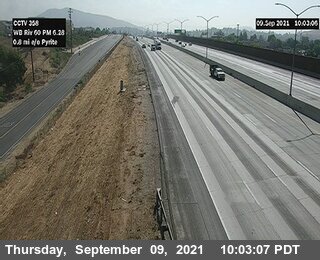 CCTV 358
WB Riv 60 PM 6.28
0.8 mi e/o Pyrite
09.Sep 2021 10:03:06
Thursday, September 09, 2021 10:03:07 PDT